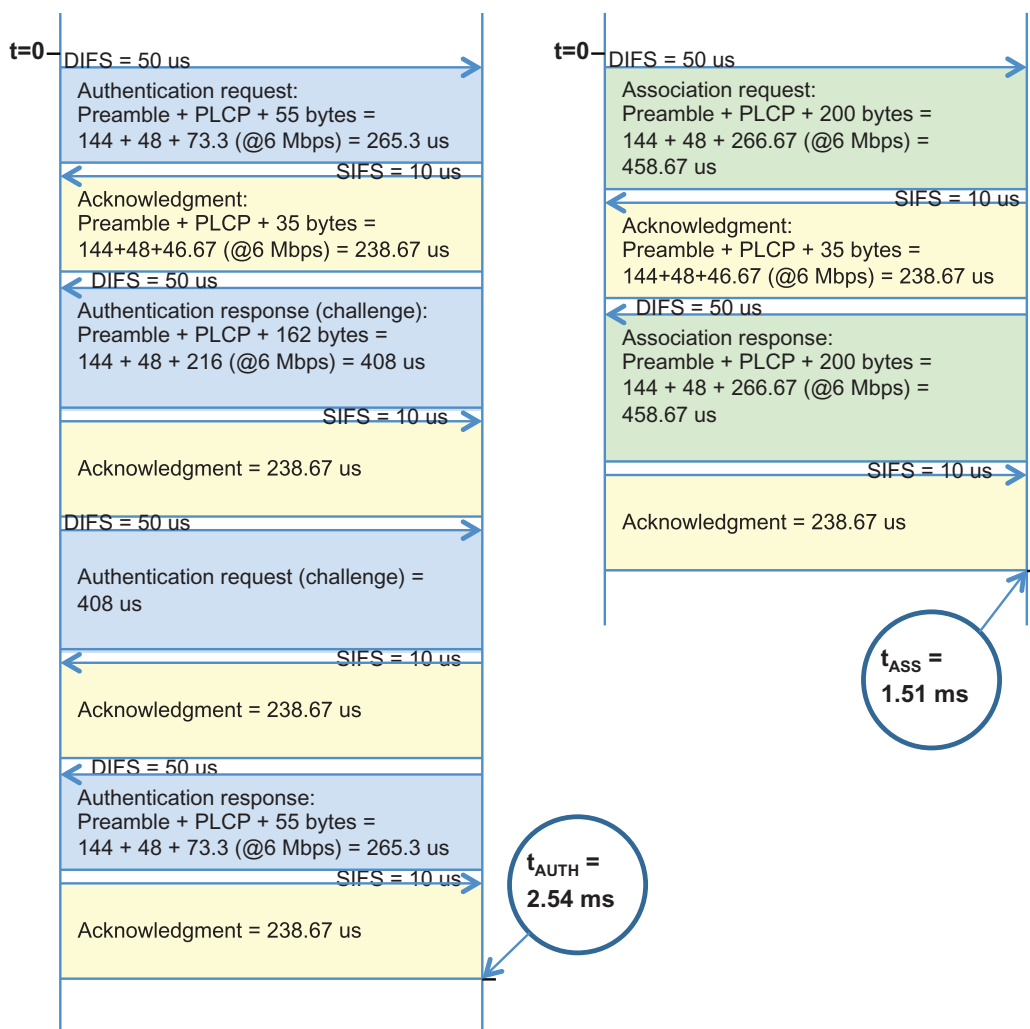 t=0
DIFS = 50 us
Authentication request:
Preamble + PLCP + 55 bytes =
144 + 48 + 73.3 (@6 Mbps) = 265.3 us
SIFS = 10 us
Acknowledgment:
Preamble + PLCP + 35 bytes =
144+48+46.67 (@6 Mbps) = 238.67 us
DIFS = 50 us
Authentication response (challenge):
Preamble + PLCP + 162 bytes =
144 + 48 + 216 (@6 Mbps) = 408 us
SIFS = 10 us
Acknowledgment = 238.67 us
DIFS = 50 us
Authentication request (challenge) =
408 us
SIFS = 10 us
Acknowledgment = 238.67 us
DIFS = 50 us
Authentication response:
Preamble + PLCP + 55 bytes =
144 + 48 + 73.3 (@6 Mbps) = 265.3 us
SIFS = 10 us
Acknowledgment = 238.67 us
tAUTH =
2.54 ms
t=0
DIFS = 50 us
Association request:
Preamble + PLCP + 200 bytes =
144 + 48 + 266.67 (@6 Mbps) =
458.67 us
SIFS = 10 us
Acknowledgment:
Preamble + PLCP + 35 bytes =
144+48+46.67 (@6 Mbps) = 238.67 us
DIFS = 50 us
Association response:
Preamble + PLCP + 200 bytes =
144 + 48 + 266.67 (@6 Mbps) =
458.67 us
SIFS = 10 us
Acknowledgment = 238.67 us
tASS =
1.51 ms